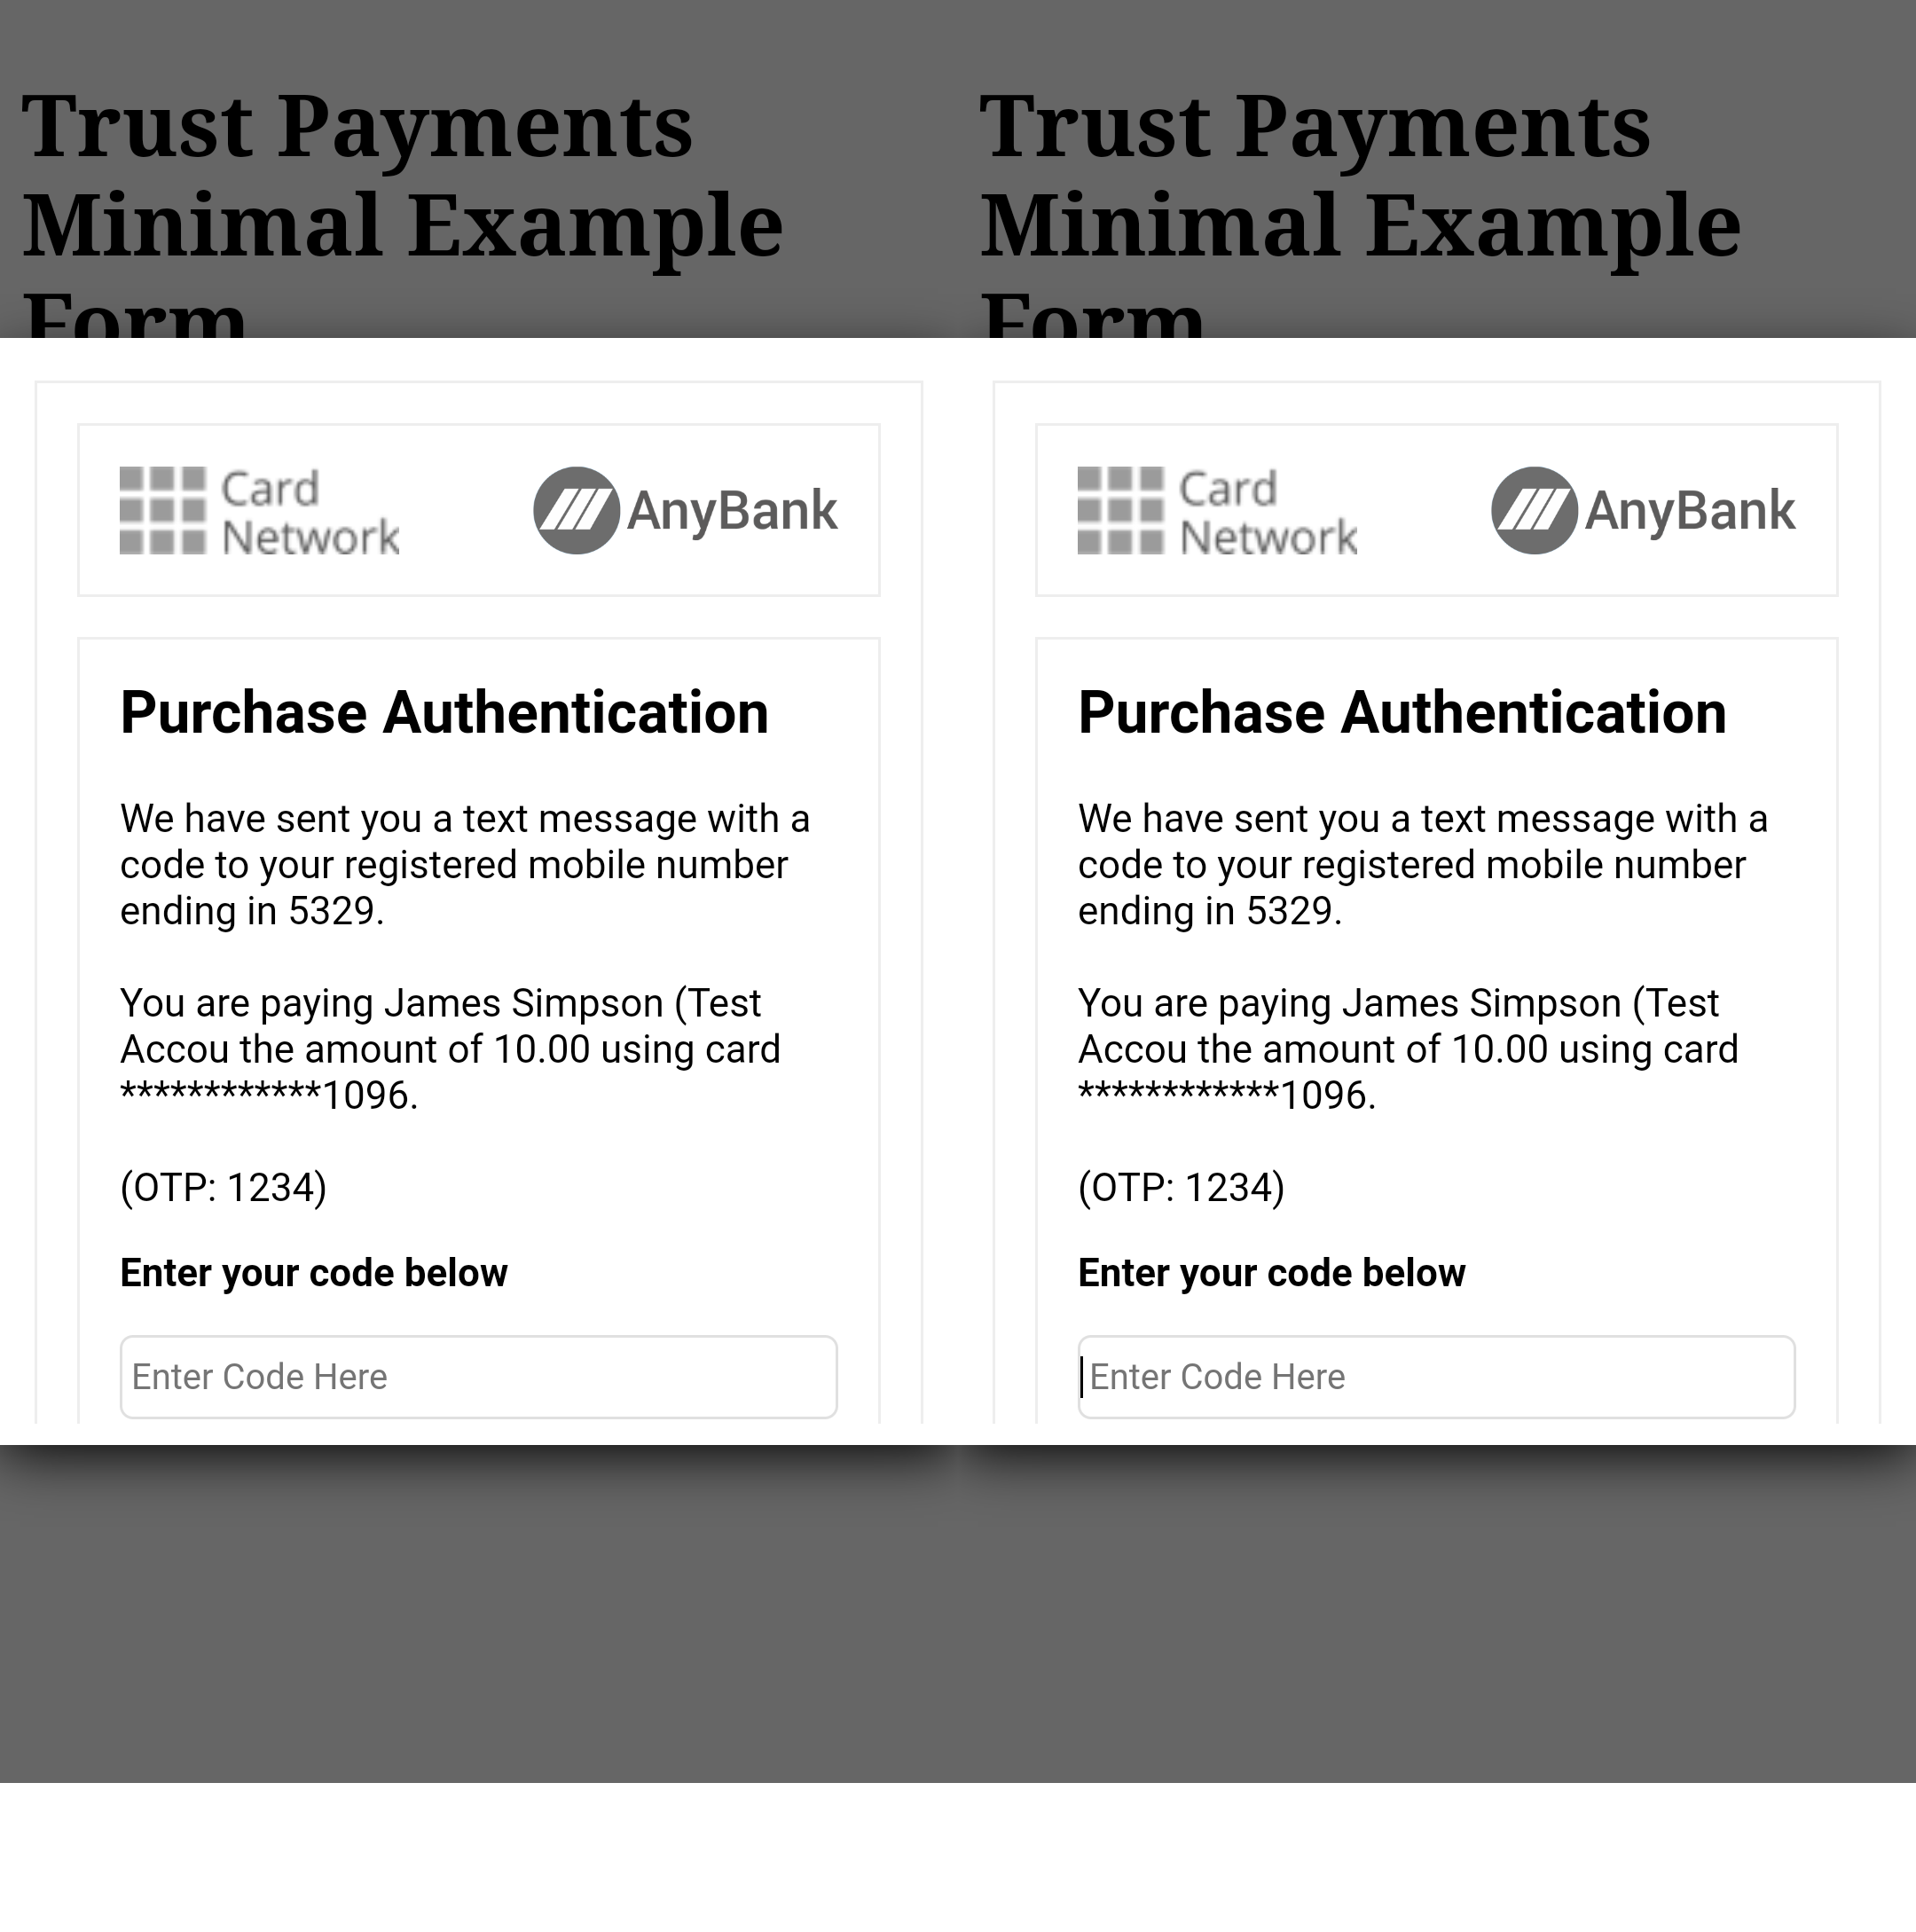 Trust Payments
Minimal Example
Form
Card
Network
AnyBank
Purchase Authentication
We have sent you a text message with a
code to your registered mobile number
ending in 5329.
You are paying James Simpson (Test
Accou the amount of 10.00 using card
************1096.
(OTP: 1234)
Enter your code below
Enter Code Here
Trust Payments
Minimal Example
Form
Card
Network
AnyBank
Purchase Authentication
We have sent you a text message with a
code to your registered mobile number
ending in 5329.
You are paying James Simpson (Test
Accou the amount of 10.00 using card
************1096.
(OTP: 1234)
Enter your code below
Enter Code Here